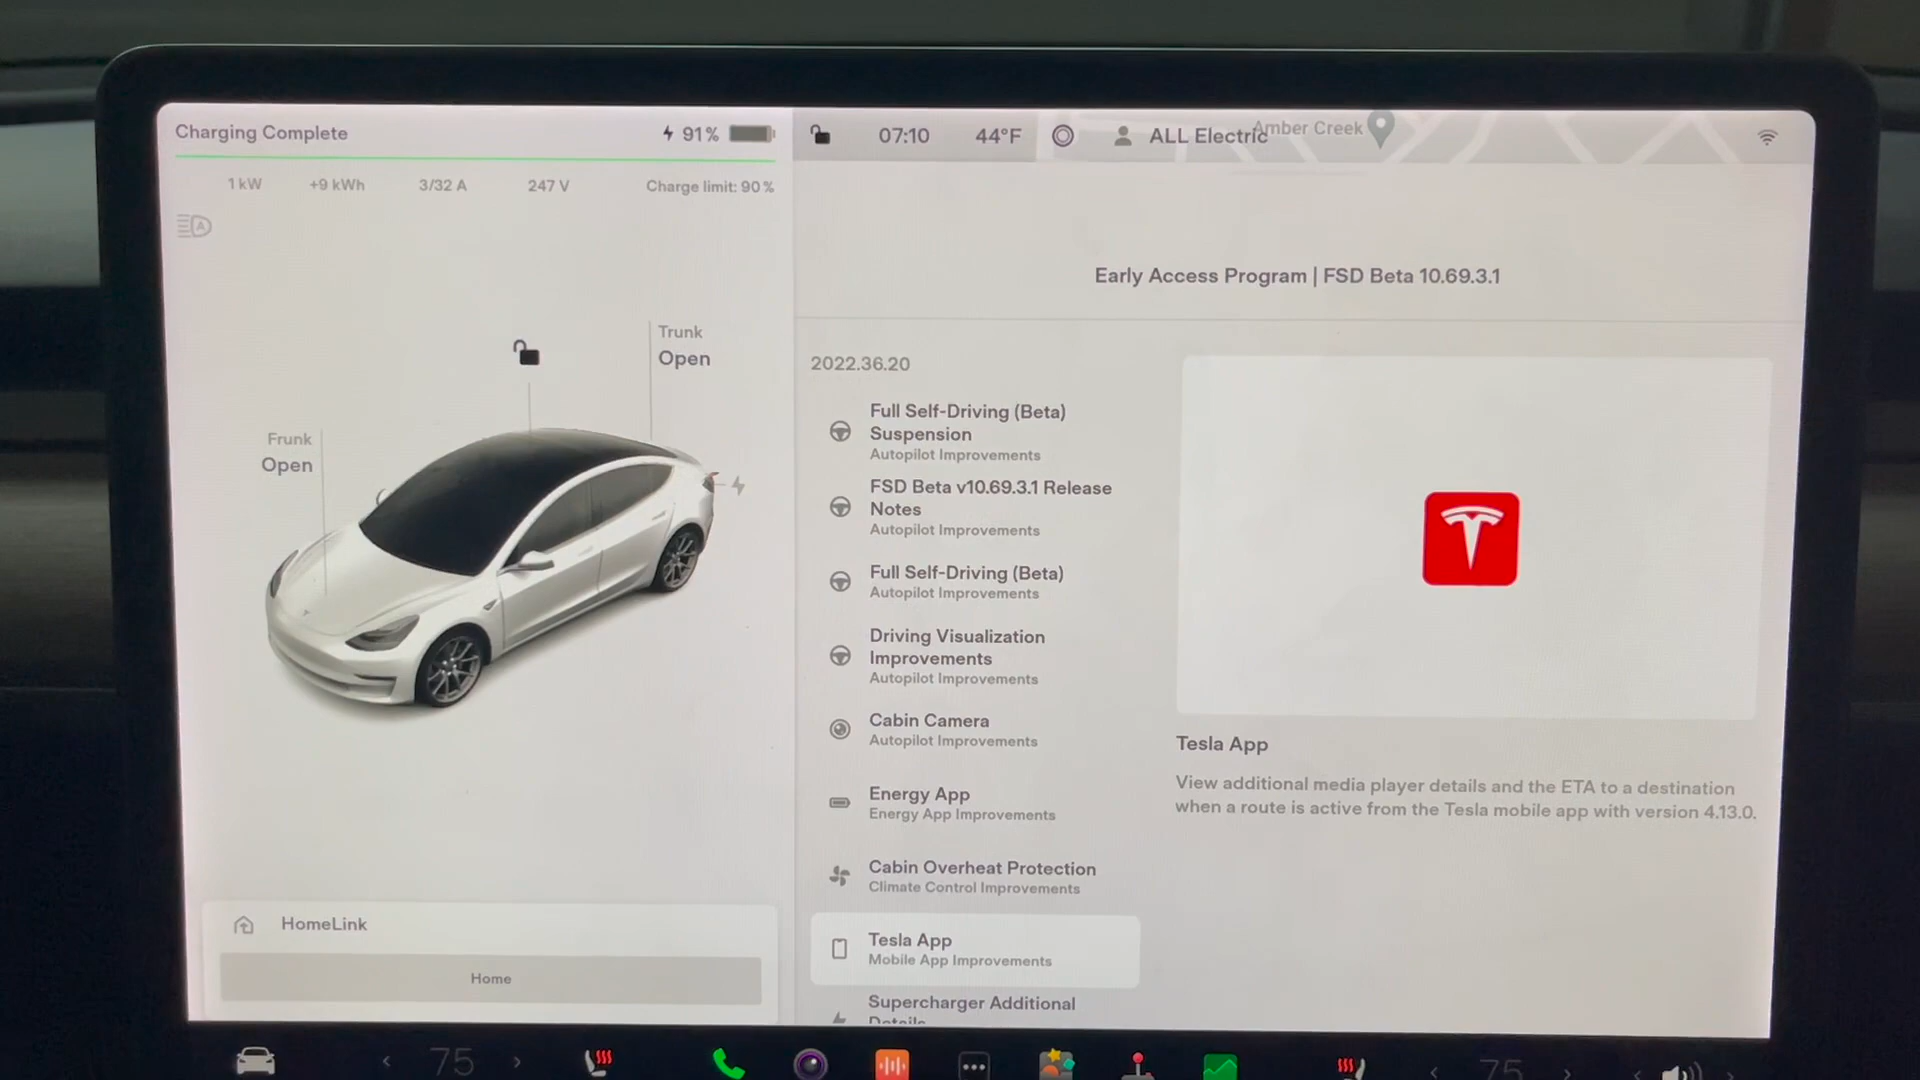 Charging Complete
91%
1 kW +9 kWh 3/32 A 247 V Charge limit: 90 %
Trunk
Open
Frunk
Open
HomeLink
Home
07:10 44°F ALL Electric
Amber Creek
Early Access Program | FSD Beta 10.69.3.1
2022.36.20
Full Self-Driving (Beta)
Suspension
Autopilot Improvements
FSD Beta v10.69.3.1 Release
Notes
Autopilot Improvements
Full Self-Driving (Beta)
Autopilot Improvements
Driving Visualization
Improvements
Autopilot Improvements
Cabin Camera
Autopilot Improvements
Energy App
Energy App Improvements
Cabin Overheat Protection
Climate Control Improvements
Tesla App
Mobile App Improvements
Supercharger Additional
Details
Tesla App
View additional media player details and the ETA to a destination
when a route is active from the Tesla mobile app with version 4.13.0.
75
75